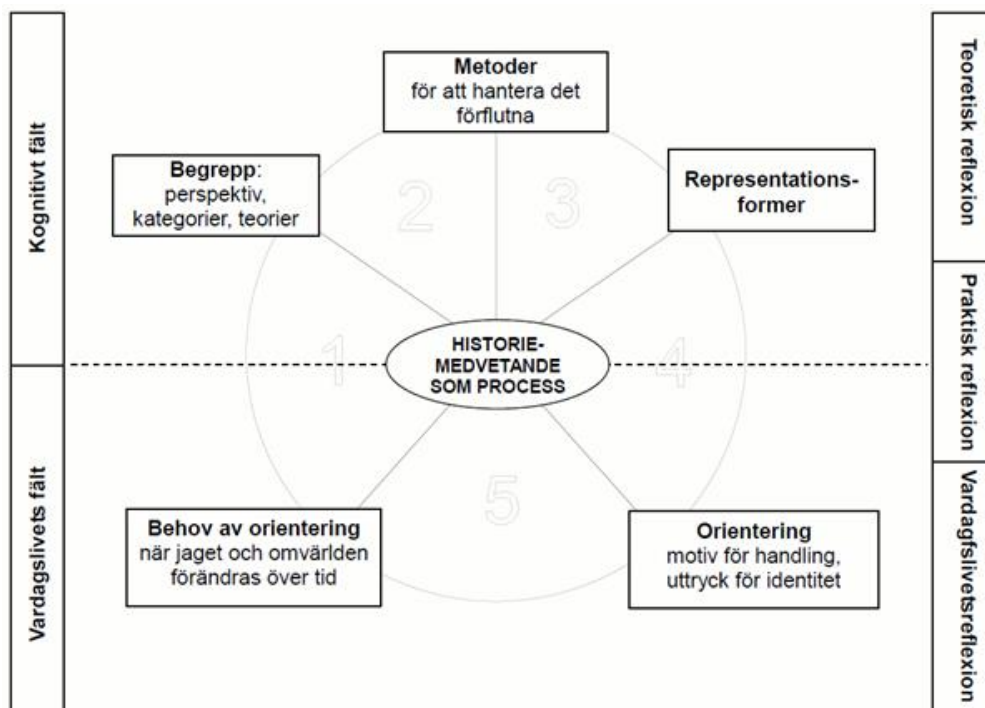 Kognitivt fält
Vardagslivets fält
Metoder
för att hantera det
förflutna
Begrepp:
perspektiv,
kategorier, teorier
2
3
Representations-
former
1
HISTORIE-
MEDVETANDE
SOM PROCESS
4
Behov av orientering
när jaget och omvärlden
förändras över tid
5
Orientering
motiv för handling,
uttryck för identitet
Teoretisk reflexion
Praktisk reflexion
Vardagfslivetsreflexion